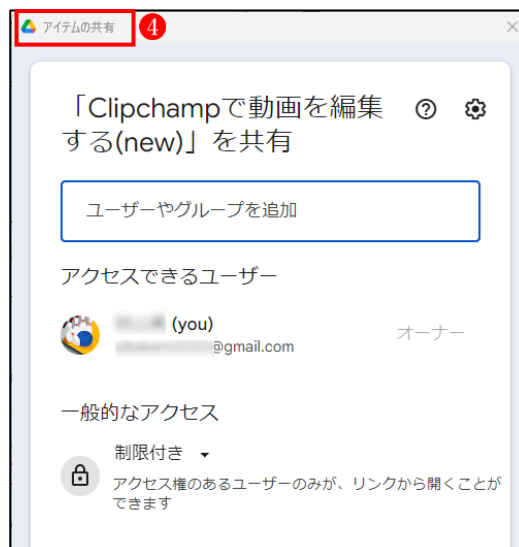 アイテムの共有 4
「Clipchampで動画を編集
する(new)」を共有
ユーザーやグループを追加
アクセスできるユーザー
(you)
オーナー
@gmail.com
一般的なアクセス
制限付き
アクセス権のあるユーザーのみが、リンクから開くことが
できます